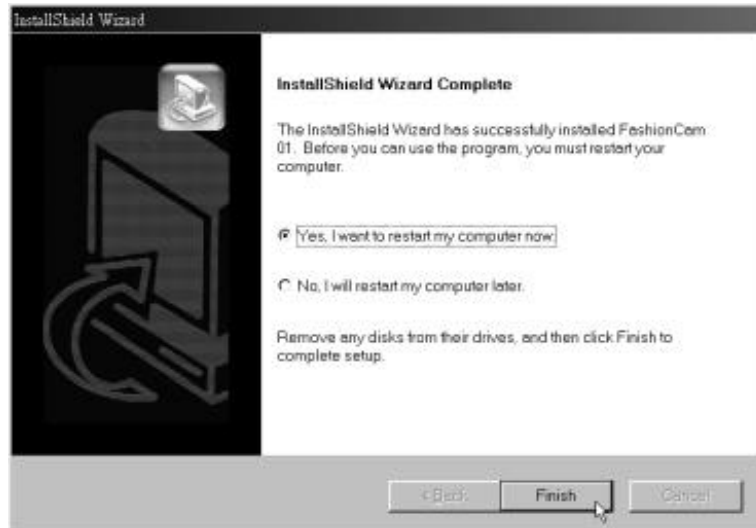 InstallShield Wizard
InstallShield Wizard Complete
The InstallShield Wizard has successfully installed FashionCam
01. Before you can use the program, you must restart your
computer.
Yes, I want to restart my computer now.
No, I will restart my computer later.
Remove any disks from their drives, and then click Finish to
complete setup.
< Back
Finish
Cancel